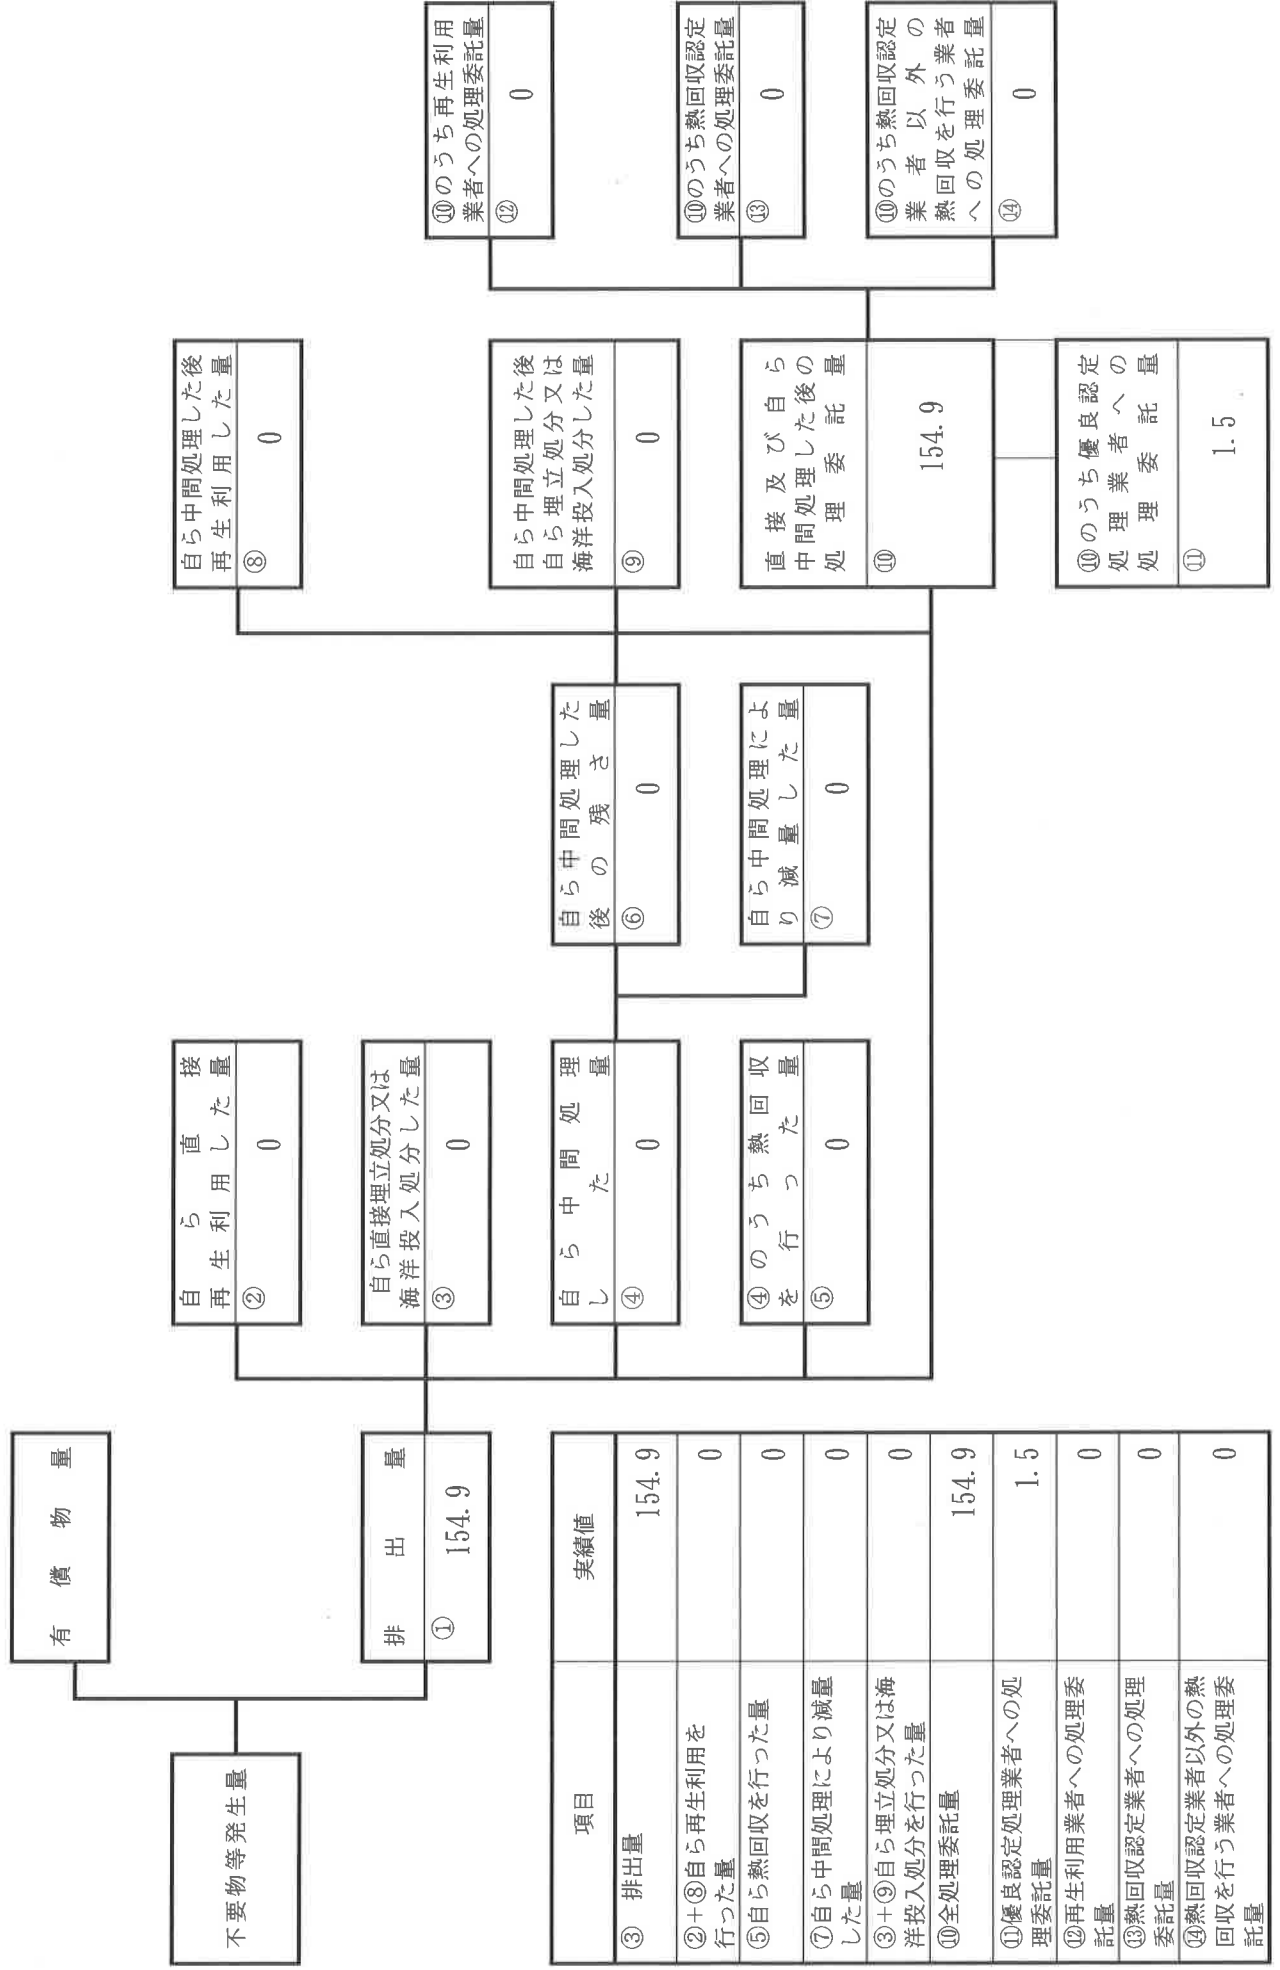 不要物等発生量
有償物量
排出量
① 154.9
自ら直接
再生利用した量
② 0
自ら直接埋立処分又は
海洋投入処分した量
③ 0
自ら中間処理
した量
④ 0
④のうち熱回収
を行った量
⑤ 0
自ら中間処理した
後の残さ量
⑥ 0
自ら中間処理によ
り減量した量
⑦ 0
自ら中間処理した後
再生利用した量
⑧ 0
自ら中間処理した後
自ら埋立処分又は
海洋投入処分した量
⑨ 0
直接及び自ら
中間処理した後の
処理委託量
⑩ 154.9
⑩のうち優良認定
処理業者への
処理委託量
⑪ 1.5
⑩のうち再生利用
業者への処理委託量
⑫ 0
⑩のうち熱回収認定
業者への処理委託量
⑬ 0
⑩のうち熱回収認定
業者以外の
熱回収を行う業者
への処理委託量
⑭ 0
項目 実績値
③ 排出量 154.9
②+⑧自ら再生利用を
行った量 0
⑤自ら熱回収を行った量 0
⑦自ら中間処理により減量
した量 0
③+⑨自ら埋立処分又は海
洋投入処分を行った量 0
⑩全処理委託量 154.9
⑪優良認定処理業者への処
理委託量 1.5
⑫再生利用業者への処理委
託量 0
⑬熱回収認定業者への処理
委託量 0
⑭熱回収認定業者以外の熱
回収を行う業者への処理委
託量 0